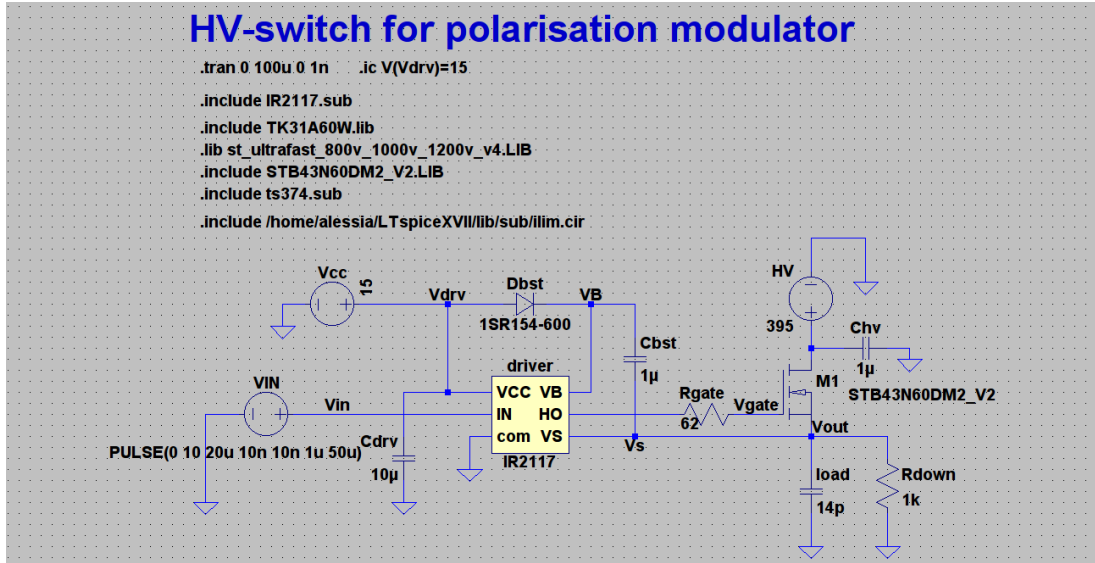 HV-switch for polarisation modulator
.tran 0 100u 0 1n .ic V(Vdrv)=15
.include IR2117.sub
.include TK31A60W.lib
.lib st_ultrafast_800v_1000v_1200v_v4.LIB
.include STB43N60DM2_V2.LIB
.include ts374.sub
.include /home/alessia/LTspiceXVII/lib/sub/ilim.cir
Vcc
15
Vdrv
Dbst
1SR154-600
VB
Cbst
1µ
HV
395
Chv
1µ
driver
VCC VB
IN HO
com VS
IR2117
VIN
Vin
PULSE(0 10 20u 10n 10n 1u 50u)
Cdrv
10µ
Rgate
62
Vgate
M1
STB43N60DM2_V2
Vs
Vout
load
14p
Rdown
1k